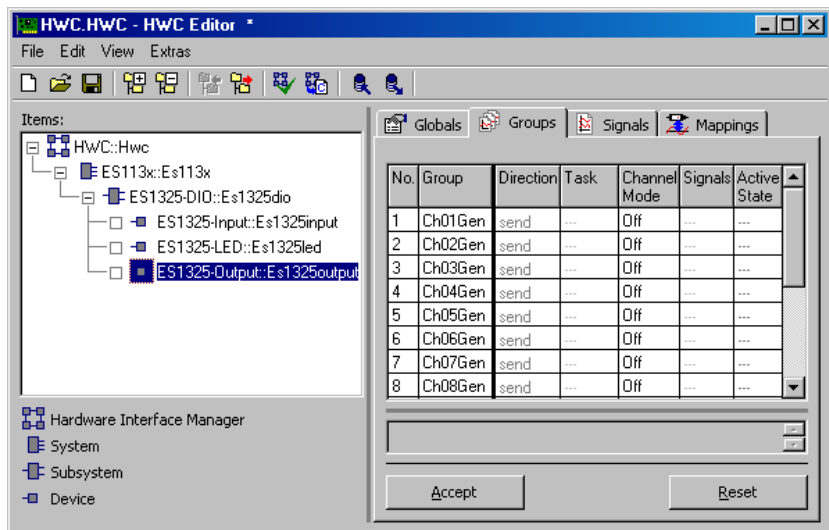 HWC.HWC - HWC Editor *
File Edit View Extras
Items:
HWC::Hwc
ES113x::Es113x
ES1325-DIO::Es1325dio
ES1325-Input::Es1325input
ES1325-LED::Es1325led
ES1325-Output::Es1325output
Hardware Interface Manager
System
Subsystem
Device
Globals Groups Signals Mappings
No. Group Direction Task Channel Mode Signals Active State
1 Ch01Gen send --- Off --- ---
2 Ch02Gen send --- Off --- ---
3 Ch03Gen send --- Off --- ---
4 Ch04Gen send --- Off --- ---
5 Ch05Gen send --- Off --- ---
6 Ch06Gen send --- Off --- ---
7 Ch07Gen send --- Off --- ---
8 Ch08Gen send --- Off --- ---
Accept Reset